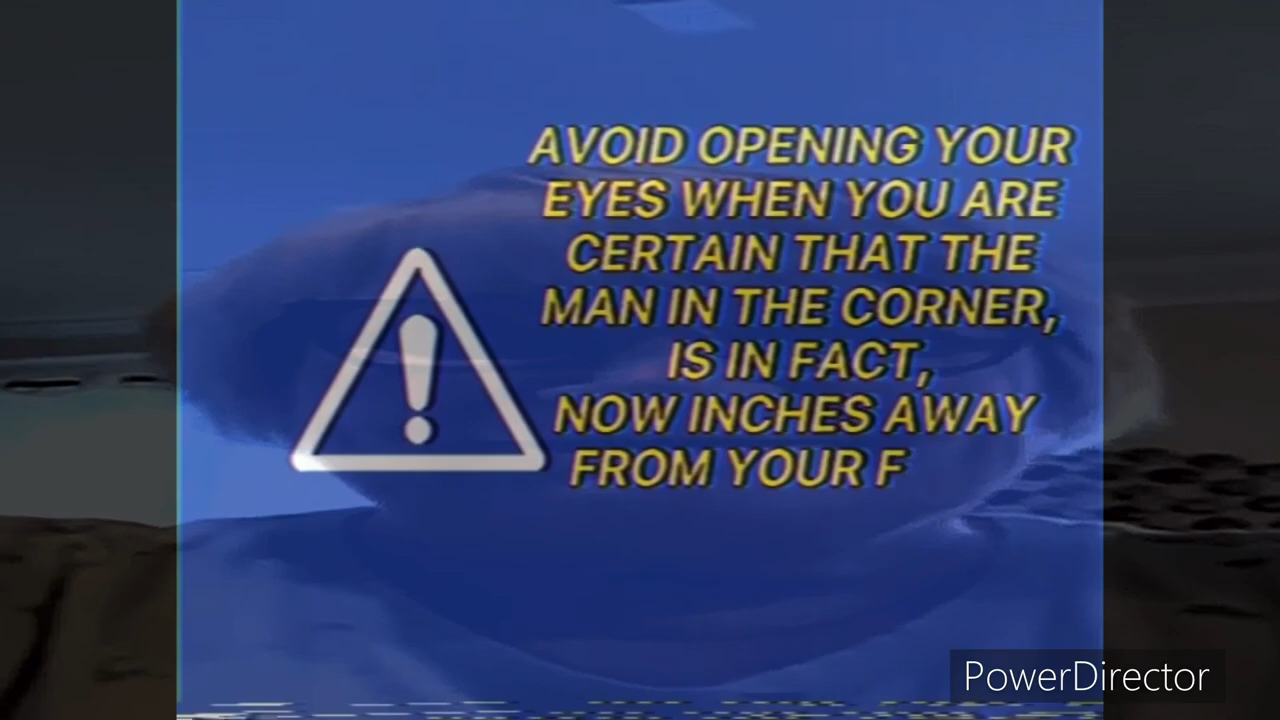 AVOID OPENING YOUR
EYES WHEN YOU ARE
CERTAIN THAT THE
MAN IN THE CORNER,
IS IN FACT,
NOW INCHES AWAY
FROM YOUR F
PowerDirector